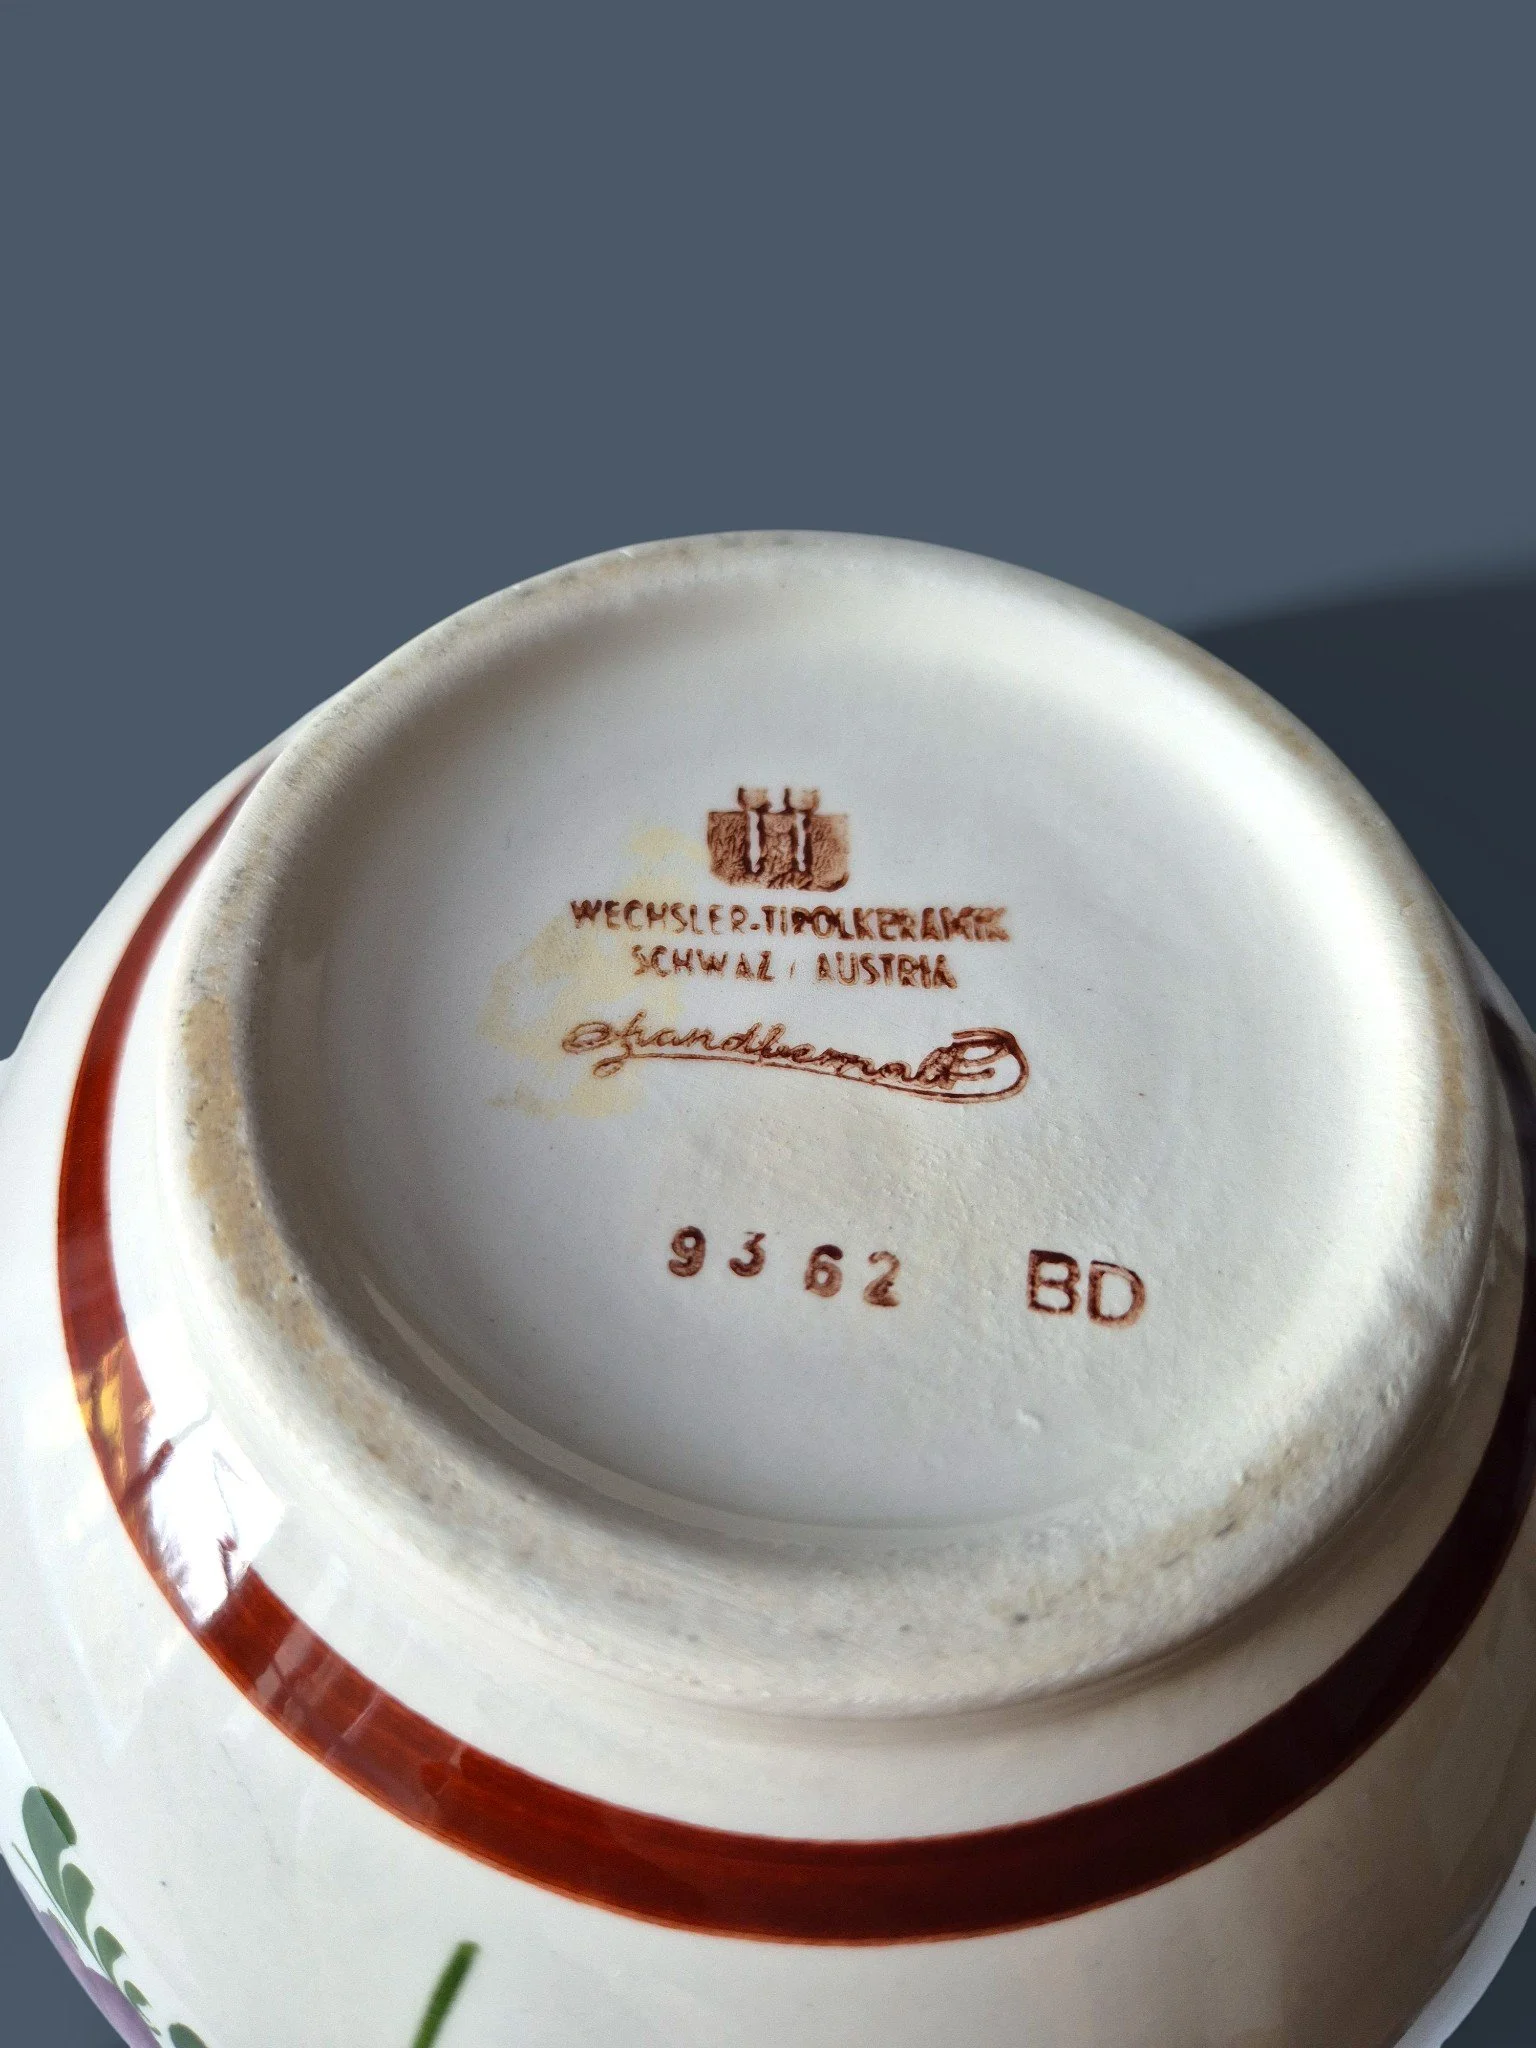 WECHSLER-TIROLKERAMIK
SCHWAZ / AUSTRIA
Handbemalt
9362 BD